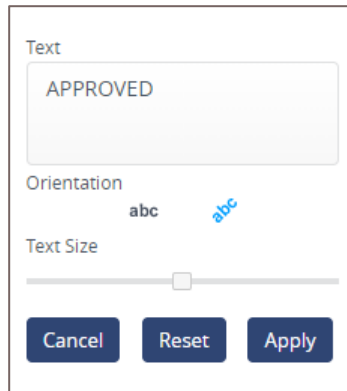 Text
APPROVED
Orientation
abc abc
Text Size
Cancel Reset Apply